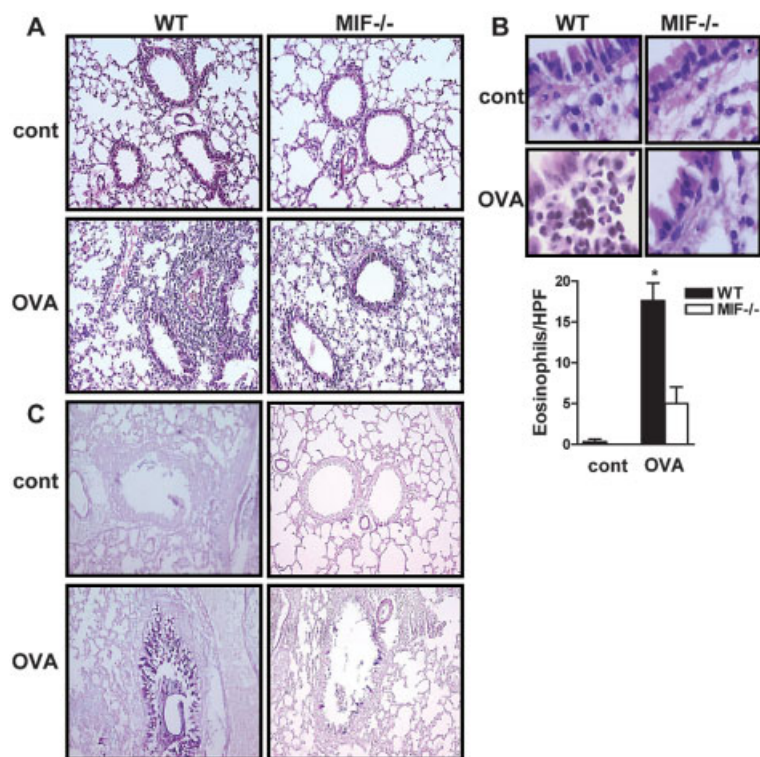 A
WT MIF-/-
cont
OVA
B
WT MIF-/-
cont
OVA
20
15
10
5
0
Eosinophils/HPF
*
WT
MIF-/-
cont OVA
C
cont
OVA